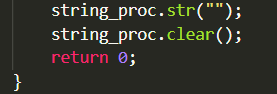 string_proc.str("");
string_proc.clear();
return 0;
}